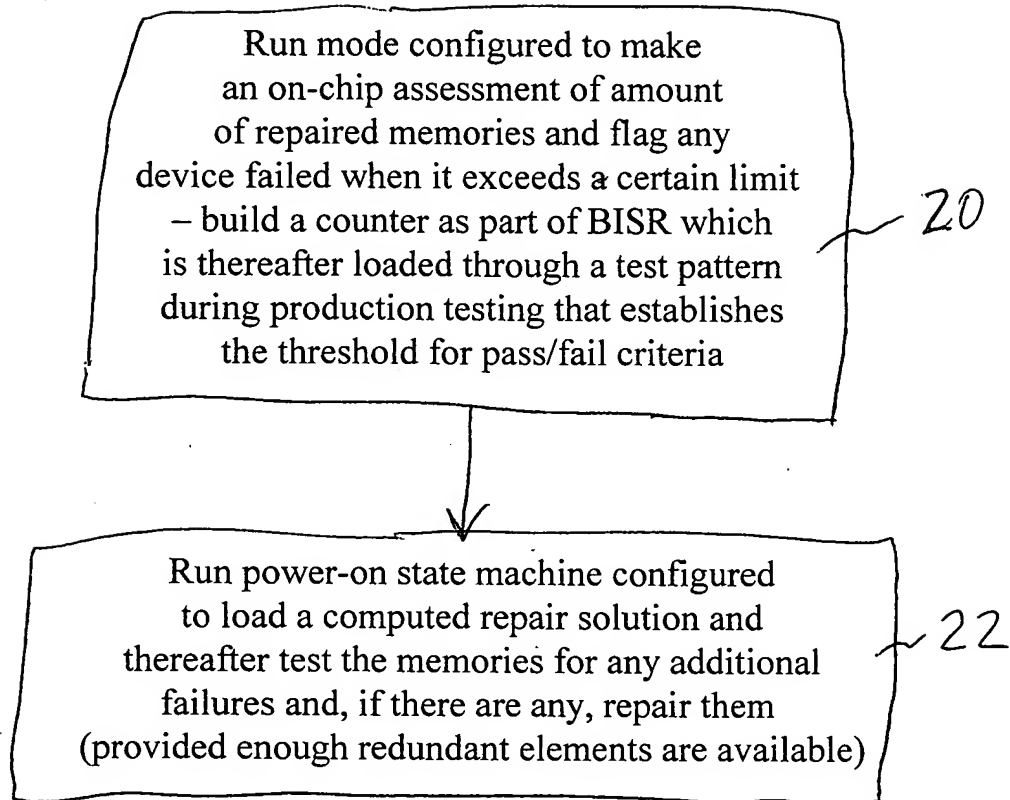 Run mode configured to make
an on-chip assessment of amount
of repaired memories and flag any
device failed when it exceeds a certain limit
– build a counter as part of BISR which
is thereafter loaded through a test pattern
during production testing that establishes
the threshold for pass/fail criteria
20
Run power-on state machine configured
to load a computed repair solution and
thereafter test the memories for any additional
failures and, if there are any, repair them
(provided enough redundant elements are available)
22